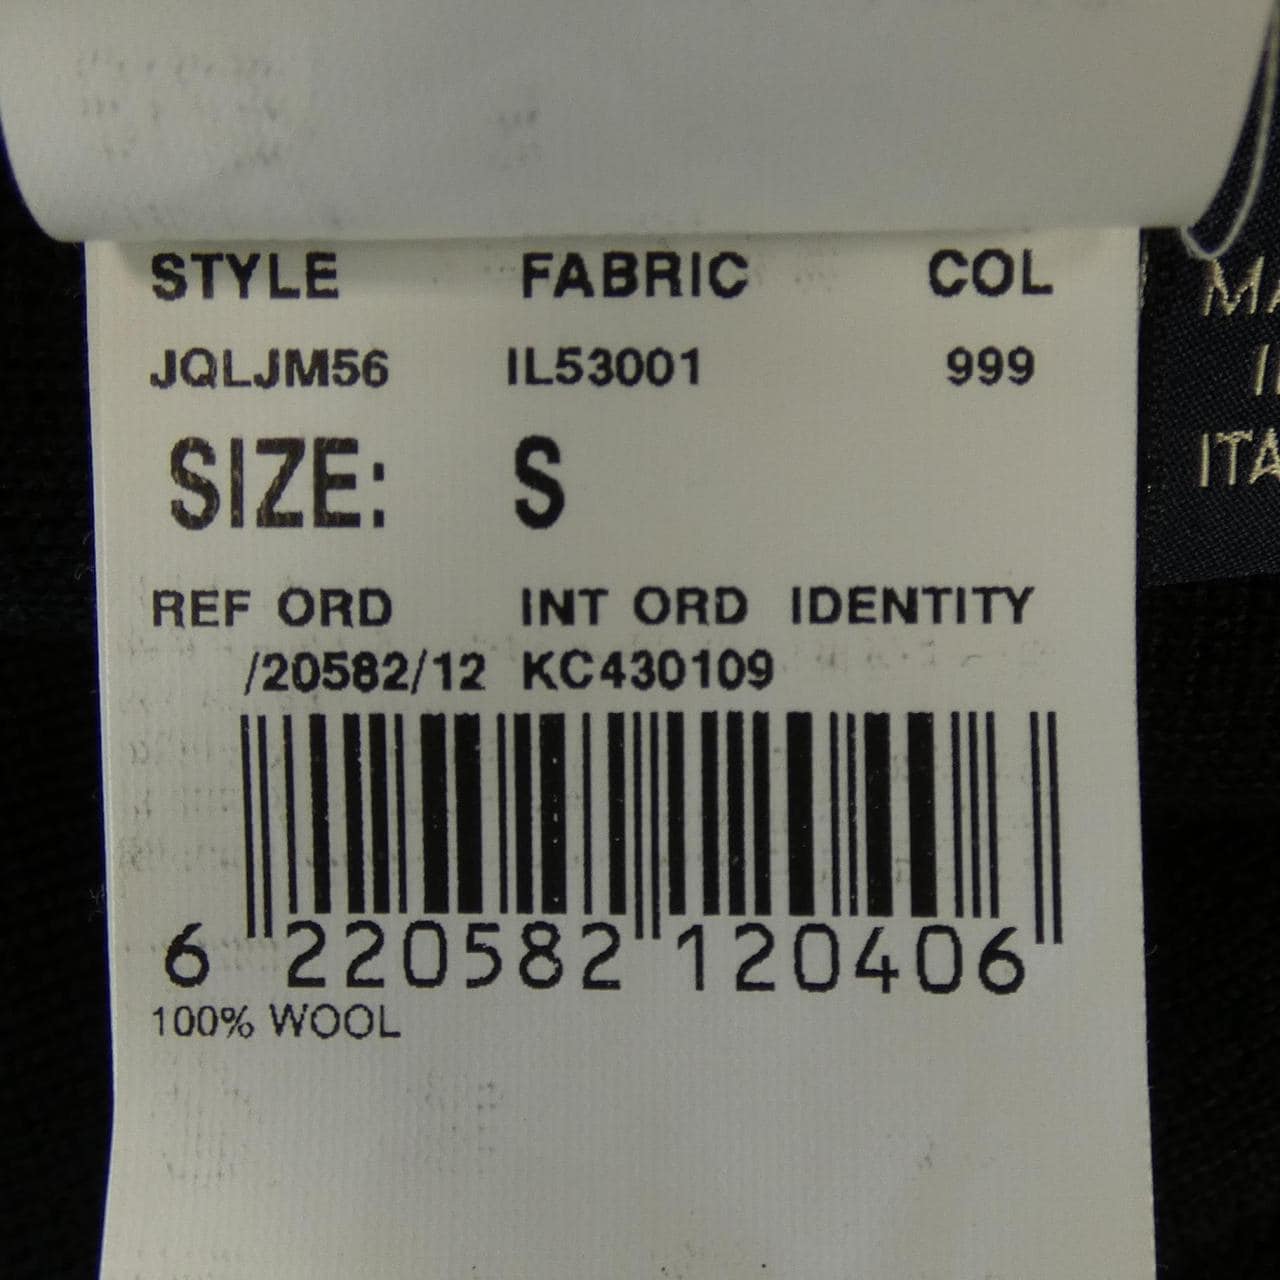 STYLE FABRIC COL
JQLJM56 IL53001 999
SIZE: S
REF ORD INT ORD IDENTITY
/20582/12 KC430109
6 220582 120406
100% WOOL